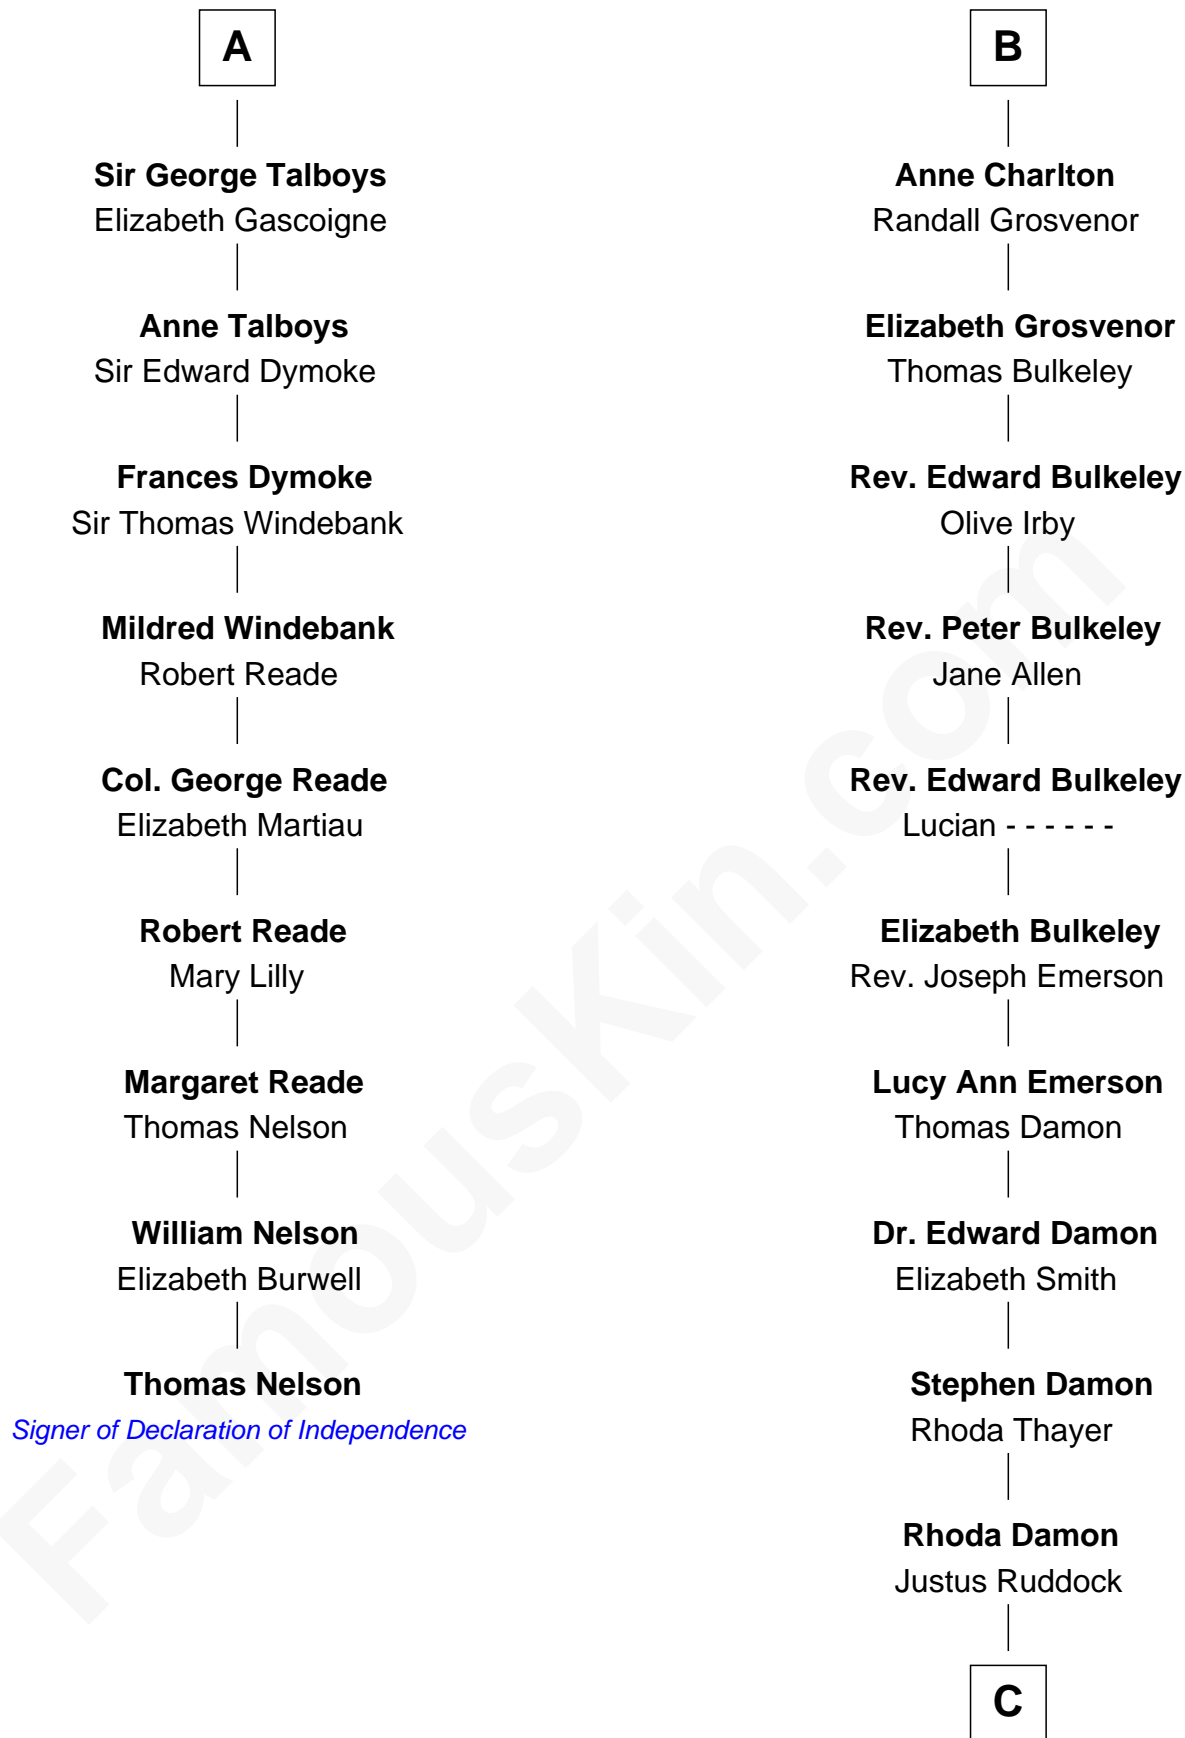 A
Sir George Talboys
Elizabeth Gascoigne
Anne Talboys
Sir Edward Dymoke
Frances Dymoke
Sir Thomas Windebank
Mildred Windebank
Robert Reade
Col. George Reade
Elizabeth Martiau
Robert Reade
Mary Lilly
Margaret Reade
Thomas Nelson
William Nelson
Elizabeth Burwell
Thomas Nelson
Signer of Declaration of Independence
B
Anne Charlton
Randall Grosvenor
Elizabeth Grosvenor
Thomas Bulkeley
Rev. Edward Bulkeley
Olive Irby
Rev. Peter Bulkeley
Jane Allen
Rev. Edward Bulkeley
Lucian - - - - - -
Elizabeth Bulkeley
Rev. Joseph Emerson
Lucy Ann Emerson
Thomas Damon
Dr. Edward Damon
Elizabeth Smith
Stephen Damon
Rhoda Thayer
Rhoda Damon
Justus Ruddock
C
FamousKin.com